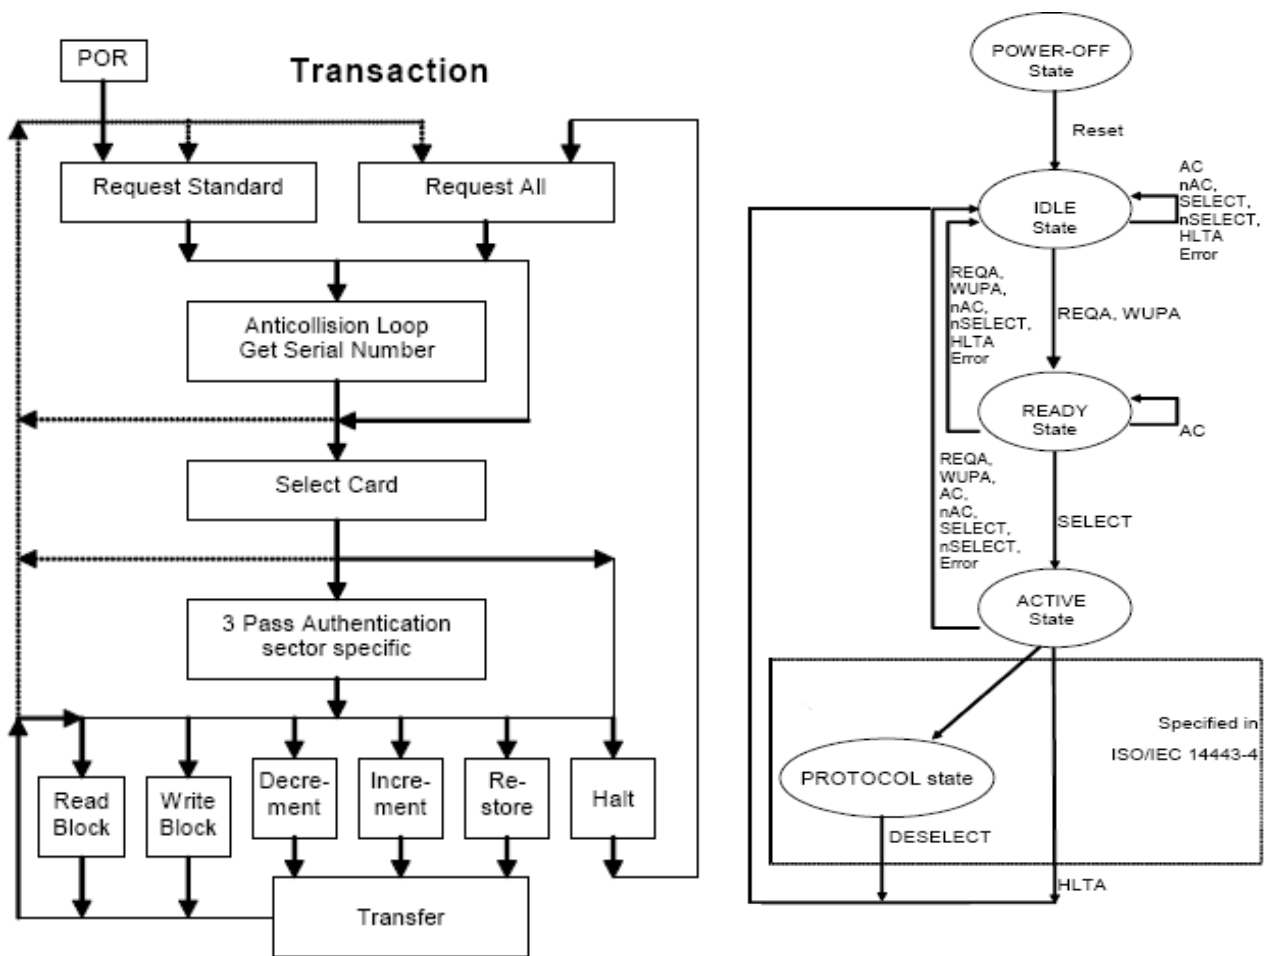 POR
Transaction
Request Standard
Request All
Anticollision Loop
Get Serial Number
Select Card
3 Pass Authentication
sector specific
Read
Block
Write
Block
Decre-
ment
Incre-
ment
Re-
store
Halt
Transfer
POWER-OFF
State
Reset
IDLE
State
AC
nAC,
SELECT,
nSELECT,
HLTA
Error
REQA,
WUPA,
nAC,
nSELECT,
HLTA
Error
REQA, WUPA
READY
State
AC
REQA,
WUPA,
AC,
nAC,
SELECT,
nSELECT,
Error
SELECT
ACTIVE
State
Specified in
ISO/IEC 14443-4
PROTOCOL state
DESELECT
HLTA